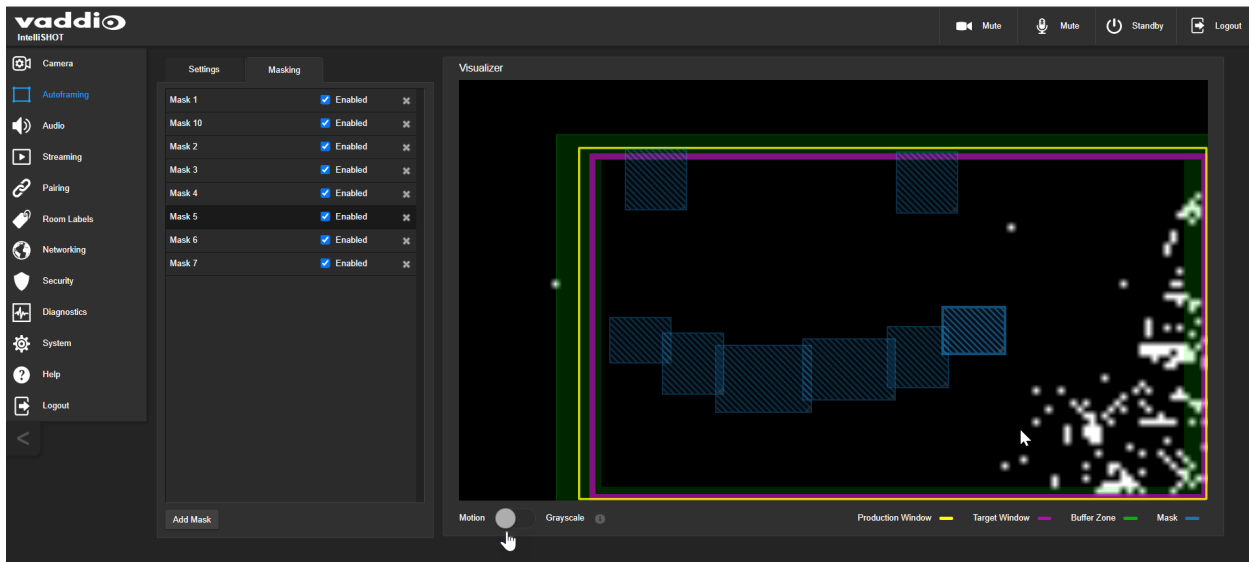 vaddio
IntelliSHOT
Mute
Mute
Standby
Logout
Camera
Autoframing
Audio
Streaming
Pairing
Room Labels
Networking
Security
Diagnostics
System
Help
Logout
<
Settings
Masking
Mask 1 Enabled
Mask 10 Enabled
Mask 2 Enabled
Mask 3 Enabled
Mask 4 Enabled
Mask 5 Enabled
Mask 6 Enabled
Mask 7 Enabled
Add Mask
Visualizer
Motion
Grayscale
Production Window
Target Window
Buffer Zone
Mask